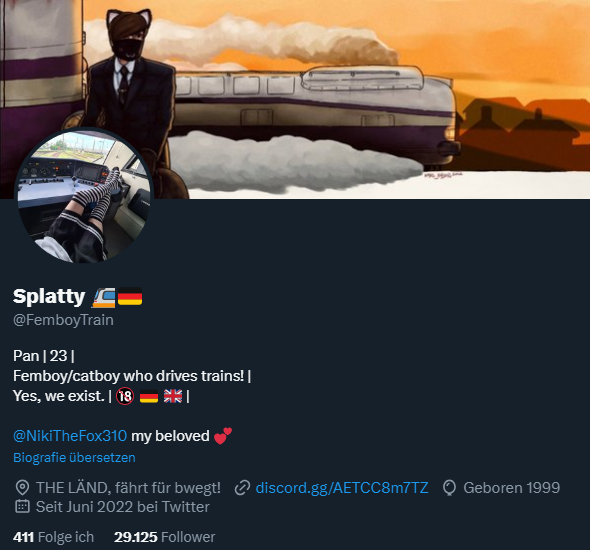 Splatty
@FemboyTrain
Pan | 23 |
Femboy/catboy who drives trains! |
Yes, we exist. | 🔞 🇩🇪 🇬🇧 |
@NikiTheFox310 my beloved 💕
Biografie übersetzen
THE LÄND, fährt für bwegt! discord.gg/AETCC8m7TZ Geboren 1999
Seit Juni 2022 bei Twitter
411 Folge ich 29.125 Follower